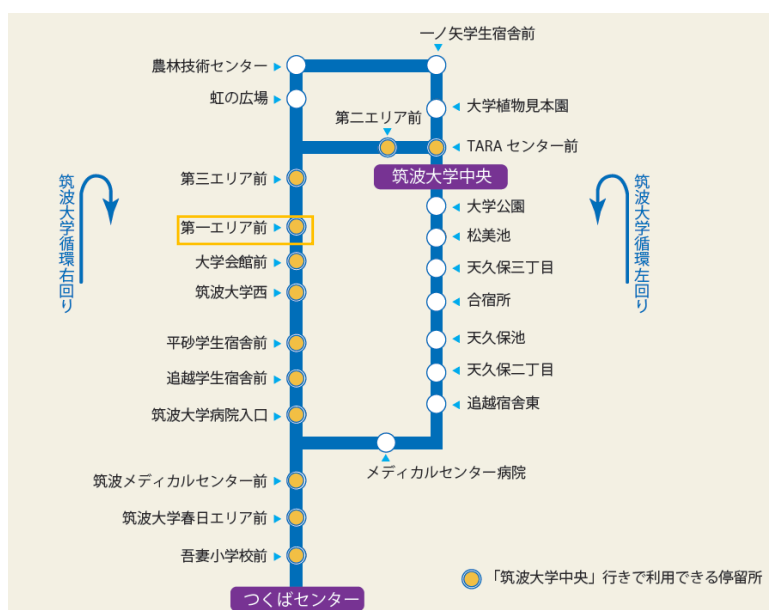 一ノ矢学生宿舎前
農林技術センター
虹の広場
大学植物見本園
第二エリア前
TARA センター前
筑波大学中央
第三エリア前
筑波大学循環右回り
筑波大学循環左回り
大学公園
第一エリア前
松美池
大学会館前
天久保三丁目
筑波大学西
合宿所
平砂学生宿舎前
天久保池
追越学生宿舎前
天久保二丁目
筑波大学病院入口
追越宿舎東
メディカルセンター病院
筑波メディカルセンター前
筑波大学春日エリア前
吾妻小学校前
「筑波大学中央」行きで利用できる停留所
つくばセンター